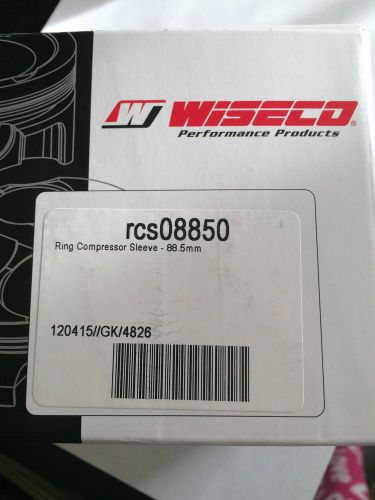 W WISECO®
Performance Products
rcs08850
Ring Compressor Sleeve - 88.5mm
120415//GK/4826